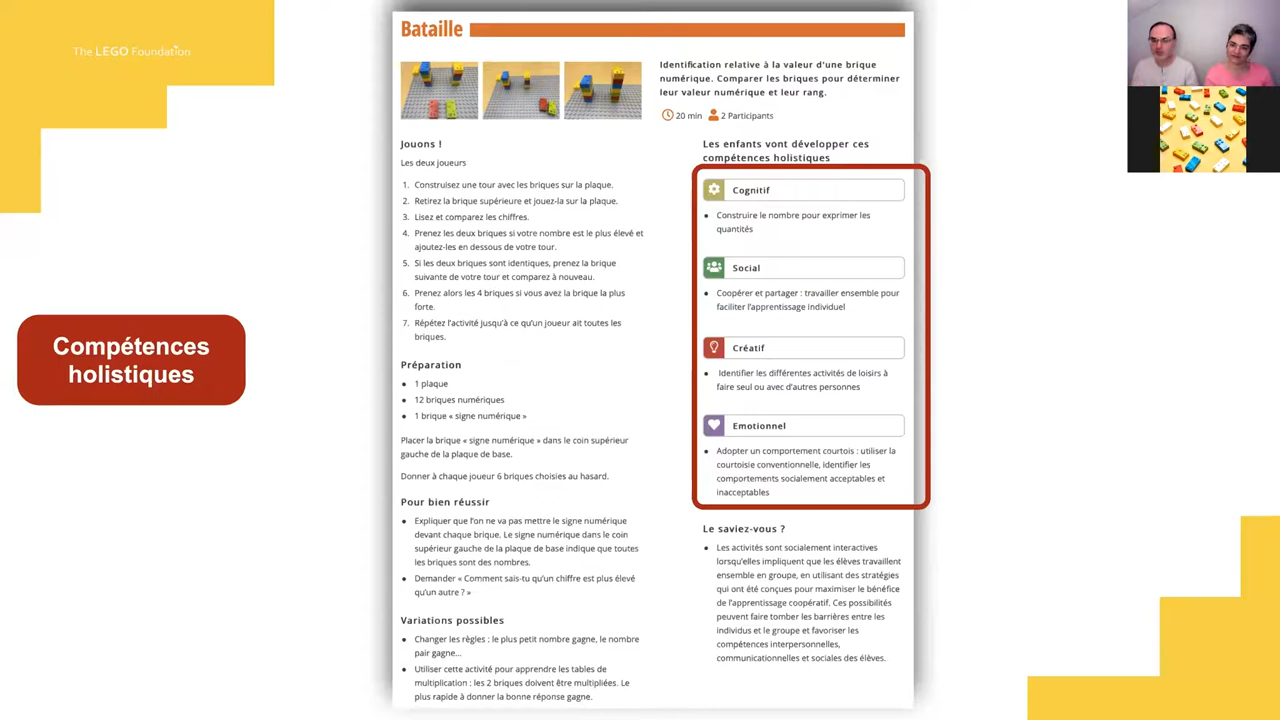 The LEGO Foundation
Compétences
holistiques
Bataille
Identification relative à la valeur d'une brique
numérique. Comparer les briques pour déterminer
leur valeur numérique et leur rang.
20 min 2 Participants
Jouons !
Les deux joueurs
1. Construisez une tour avec les briques sur la plaque.
2. Retirez la brique supérieure et jouez-la sur la plaque.
3. Lisez et comparez les chiffres.
4. Prenez les deux briques si votre nombre est le plus élevé et
ajoutez-les en dessous de votre tour.
5. Si les deux briques sont identiques, prenez la brique
suivante de votre tour et comparez à nouveau.
6. Prenez alors les 4 briques si vous avez la brique la plus
forte.
7. Répétez l'activité jusqu'à ce qu'un joueur ait toutes les
briques.
Préparation
• 1 plaque
• 12 briques numériques
• 1 brique « signe numérique »
Placer la brique « signe numérique » dans le coin supérieur
gauche de la plaque de base.
Donner à chaque joueur 6 briques choisies au hasard.
Pour bien réussir
• Expliquer que l'on ne va pas mettre le signe numérique
devant chaque brique. Le signe numérique dans le coin
supérieur gauche de la plaque de base indique que toutes
les briques sont des nombres.
• Demander « Comment sais-tu qu'un chiffre est plus élevé
qu'un autre ? »
Variations possibles
• Changer les règles : le plus petit nombre gagne, le nombre
pair gagne...
• Utiliser cette activité pour apprendre les tables de
multiplication : les 2 briques doivent être multipliées. Le
plus rapide à donner la bonne réponse gagne.
Les enfants vont développer ces
compétences holistiques
Cognitif
• Construire le nombre pour exprimer les
quantités
Social
• Coopérer et partager : travailler ensemble pour
faciliter l'apprentissage individuel
Créatif
• Identifier les différentes activités de loisirs à
faire seul ou avec d'autres personnes
Emotionnel
• Adopter un comportement courtois : utiliser la
courtoisie conventionnelle, identifier les
comportements socialement acceptables et
inacceptables
Le saviez-vous ?
• Les activités sont socialement interactives
lorsqu'elles impliquent que les élèves travaillent
ensemble en groupe, en utilisant des stratégies
qui ont été conçues pour maximiser le bénéfice
de l'apprentissage coopératif. Ces possibilités
peuvent faire tomber les barrières entre les
individus et le groupe et favoriser les
compétences interpersonnelles,
communicationnelles et sociales des élèves.